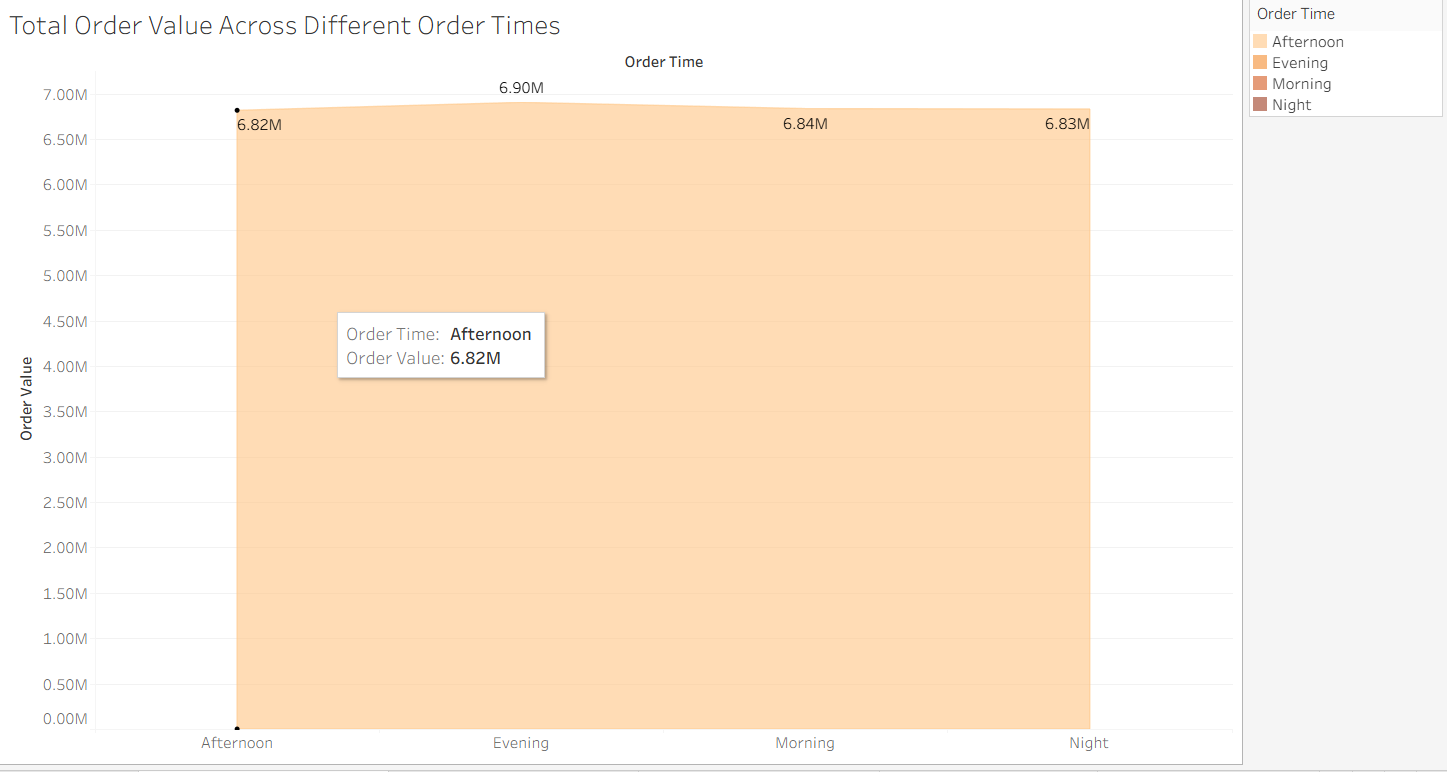 Total Order Value Across Different Order Times
Order Time
7.00M
6.50M
6.00M
5.50M
5.00M
4.50M
4.00M
3.50M
3.00M
2.50M
2.00M
1.50M
1.00M
0.50M
0.00M
Order Value
6.82M
6.90M
6.84M
6.83M
Order Time: Afternoon
Order Value: 6.82M
Afternoon
Evening
Morning
Night
Order Time
Afternoon
Evening
Morning
Night